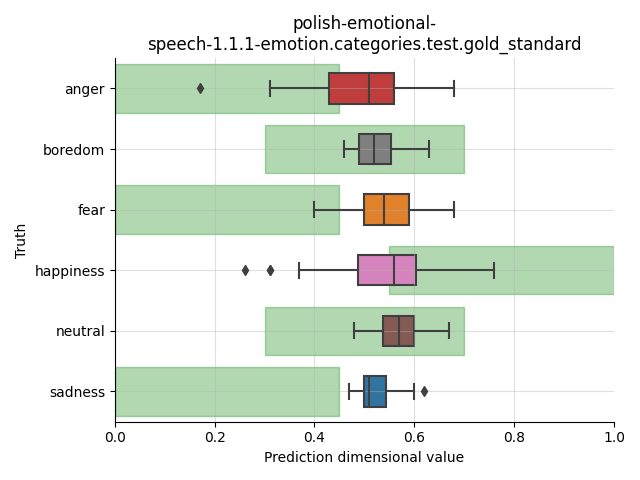 polish-emotional-
speech-1.1.1-emotion.categories.test.gold_standard
anger
boredom
fear
happiness
neutral
sadness
Truth
0.0 0.2 0.4 0.6 0.8 1.0
Prediction dimensional value